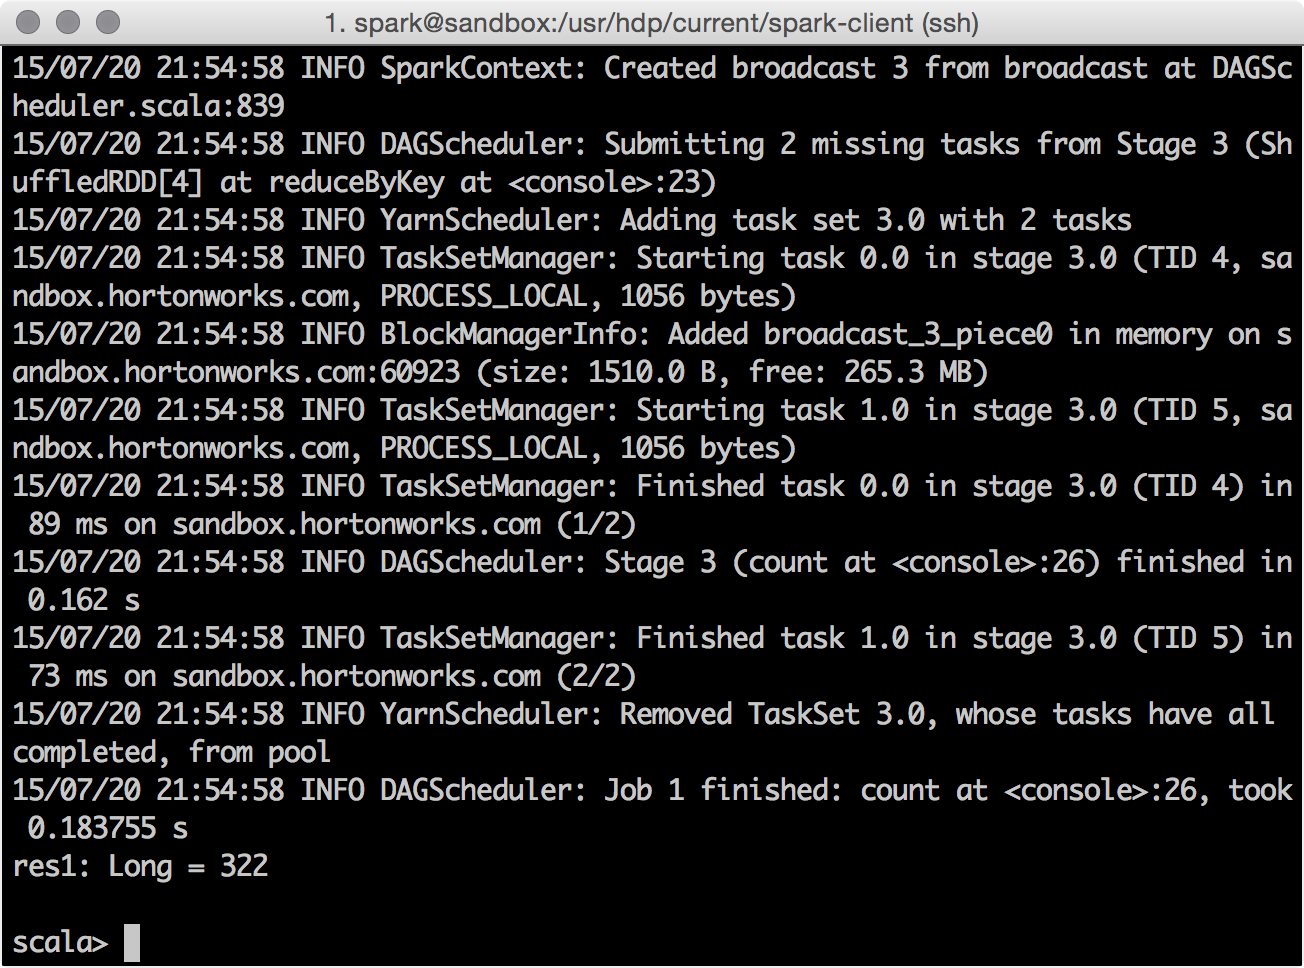 1. spark@sandbox:/usr/hdp/current/spark-client (ssh)
15/07/20 21:54:58 INFO SparkContext: Created broadcast 3 from broadcast at DAGSc
heduler.scala:839
15/07/20 21:54:58 INFO DAGScheduler: Submitting 2 missing tasks from Stage 3 (Sh
uffledRDD[4] at reduceByKey at <console>:23)
15/07/20 21:54:58 INFO YarnScheduler: Adding task set 3.0 with 2 tasks
15/07/20 21:54:58 INFO TaskSetManager: Starting task 0.0 in stage 3.0 (TID 4, sa
ndbox.hortonworks.com, PROCESS_LOCAL, 1056 bytes)
15/07/20 21:54:58 INFO BlockManagerInfo: Added broadcast_3_piece0 in memory on s
andbox.hortonworks.com:60923 (size: 1510.0 B, free: 265.3 MB)
15/07/20 21:54:58 INFO TaskSetManager: Starting task 1.0 in stage 3.0 (TID 5, sa
ndbox.hortonworks.com, PROCESS_LOCAL, 1056 bytes)
15/07/20 21:54:58 INFO TaskSetManager: Finished task 0.0 in stage 3.0 (TID 4) in
 89 ms on sandbox.hortonworks.com (1/2)
15/07/20 21:54:58 INFO DAGScheduler: Stage 3 (count at <console>:26) finished in
 0.162 s
15/07/20 21:54:58 INFO TaskSetManager: Finished task 1.0 in stage 3.0 (TID 5) in
 73 ms on sandbox.hortonworks.com (2/2)
15/07/20 21:54:58 INFO YarnScheduler: Removed TaskSet 3.0, whose tasks have all
completed, from pool
15/07/20 21:54:58 INFO DAGScheduler: Job 1 finished: count at <console>:26, took
 0.183755 s
res1: Long = 322
scala>